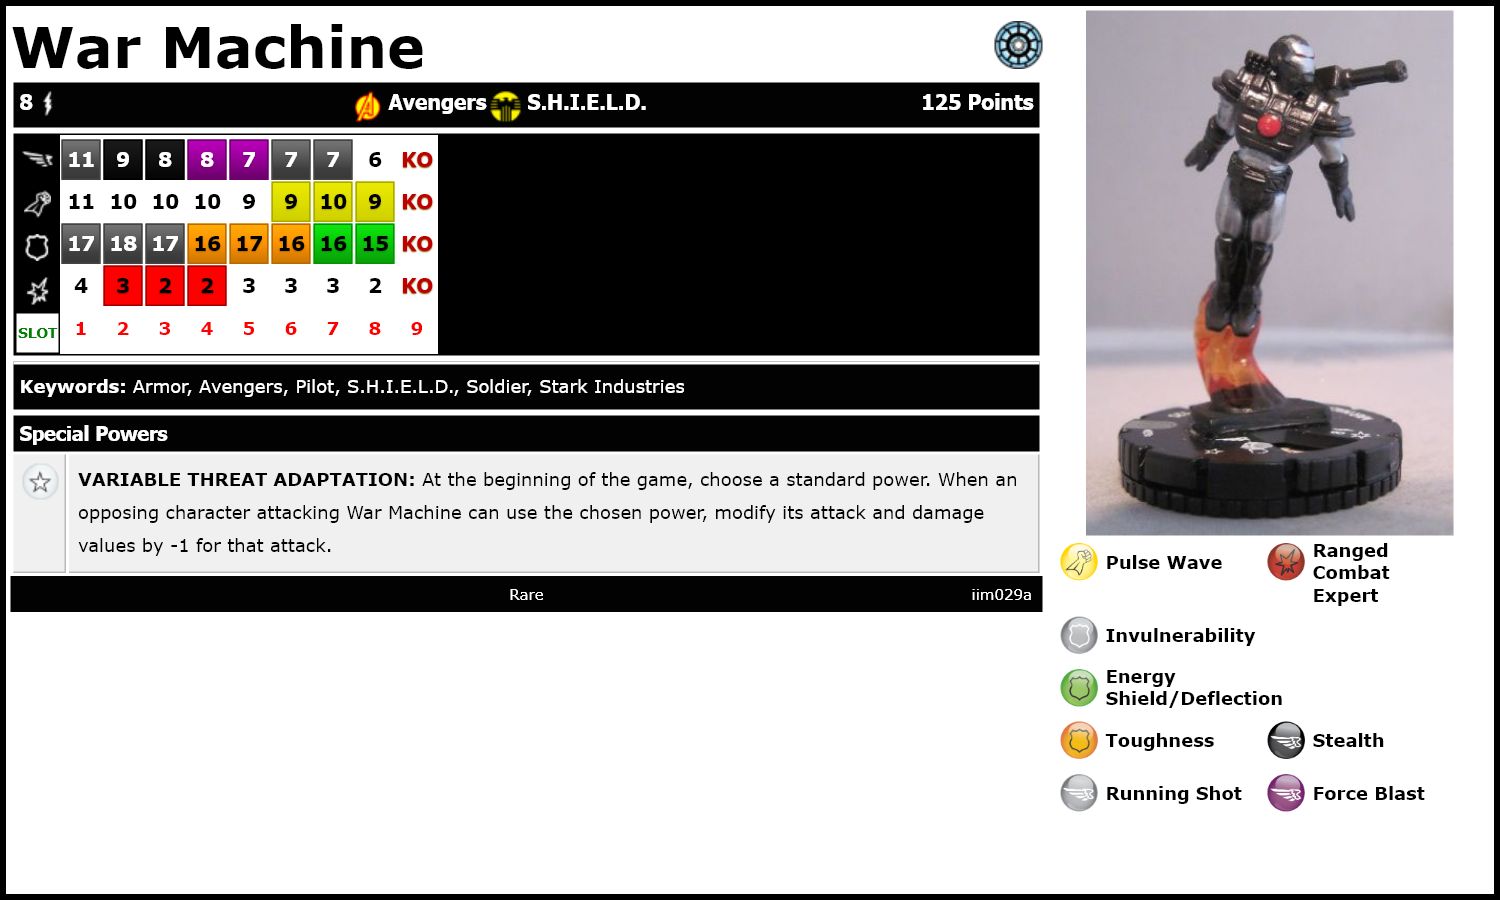 War Machine
8 Avengers S.H.I.E.L.D. 125 Points
11 9 8 8 7 7 7 6 KO
11 10 10 10 9 9 10 9 KO
17 18 17 16 17 16 16 15 KO
4 3 2 2 3 3 3 2 KO
SLOT 1 2 3 4 5 6 7 8 9
Keywords: Armor, Avengers, Pilot, S.H.I.E.L.D., Soldier, Stark Industries
Special Powers
VARIABLE THREAT ADAPTATION: At the beginning of the game, choose a standard power. When an
opposing character attacking War Machine can use the chosen power, modify its attack and damage
values by -1 for that attack.
Rare iim029a
Pulse Wave
Ranged
Combat
Expert
Invulnerability
Energy
Shield/Deflection
Toughness
Stealth
Running Shot
Force Blast